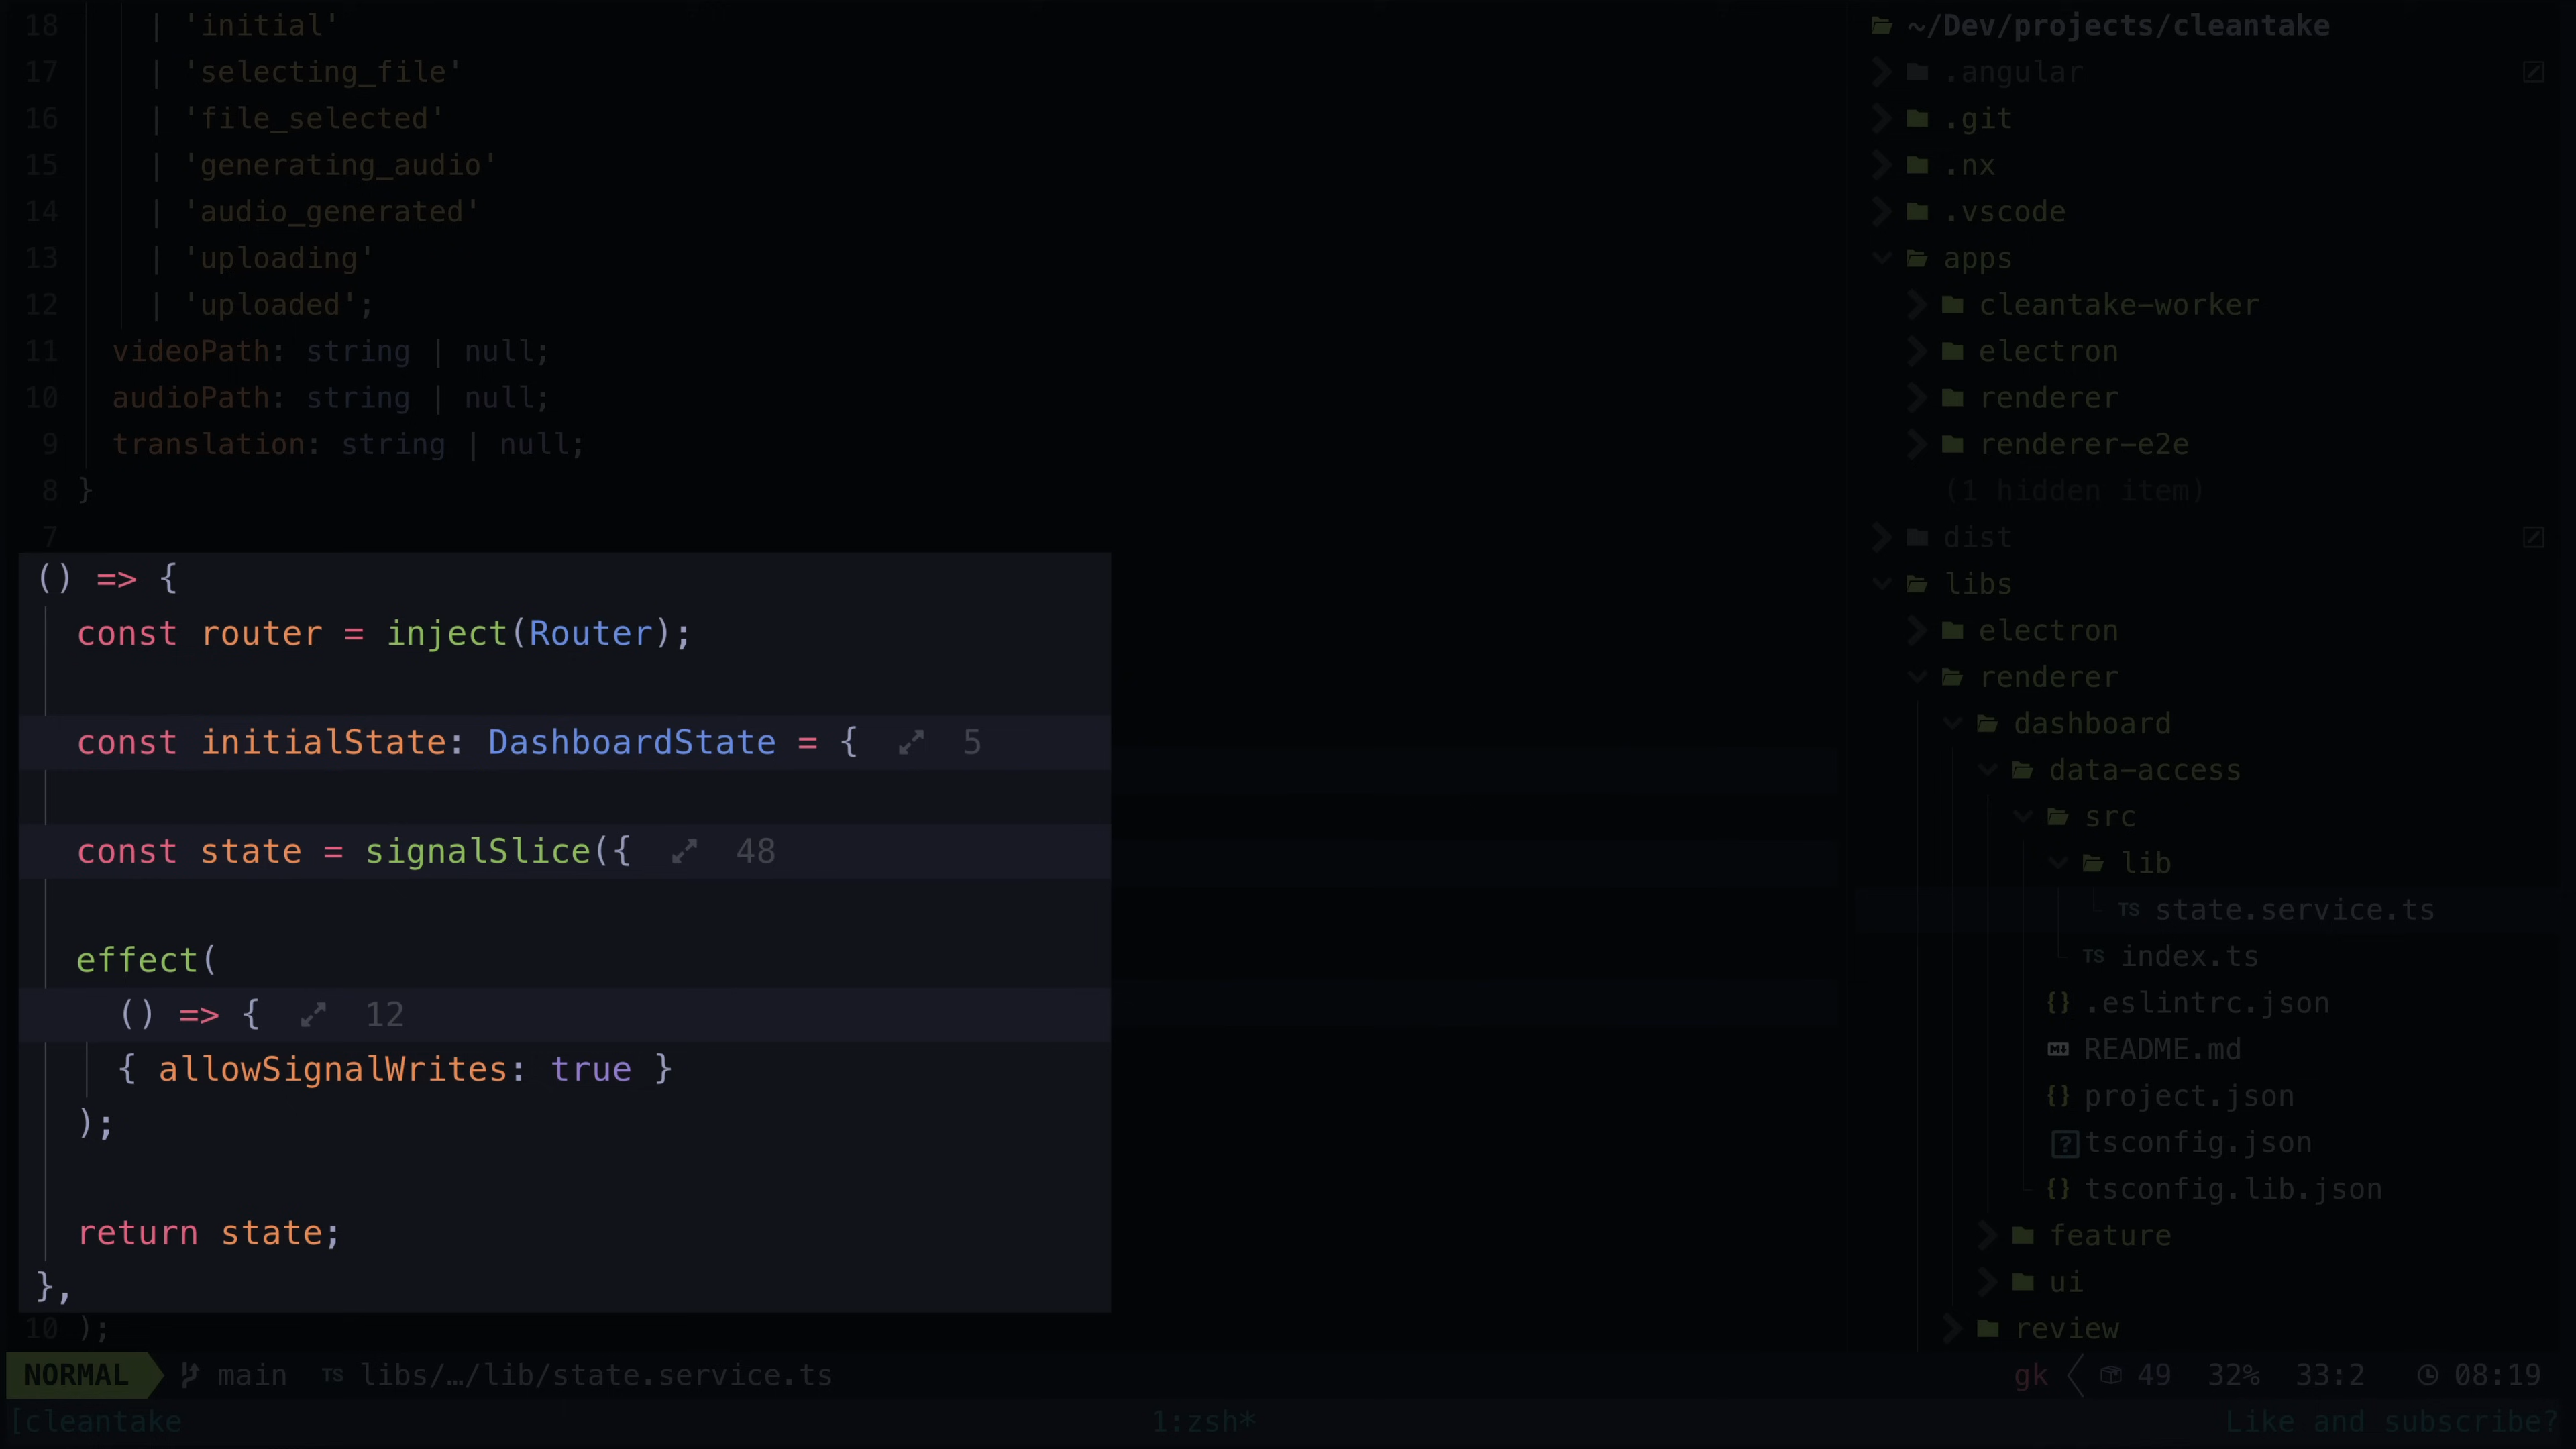 18 | 'initial'
17 | 'selecting_file'
16 | 'file_selected'
15 | 'generating_audio'
14 | 'audio_generated'
13 | 'uploading'
12 | 'uploaded';
11 videoPath: string | null;
10 audioPath: string | null;
9 translation: string | null;
8 }
7
() => {
const router = inject(Router);
const initialState: DashboardState = { 5
const state = signalSlice({ 48
effect(
() => { 12
{ allowSignalWrites: true }
);
return state;
},
10 );
NORMAL main TS libs/…/lib/state.service.ts
gk 49 32% 33:2 08:19
[cleantake 1:zsh* Like and subscribe?
~/Dev/projects/cleantake
.angular
.git
.nx
.vscode
apps
cleantake-worker
electron
renderer
renderer-e2e
(1 hidden item)
dist
libs
electron
renderer
dashboard
data-access
src
lib
TS state.service.ts
TS index.ts
{} .eslintrc.json
README.md
{} project.json
? tsconfig.json
{} tsconfig.lib.json
feature
ui
review